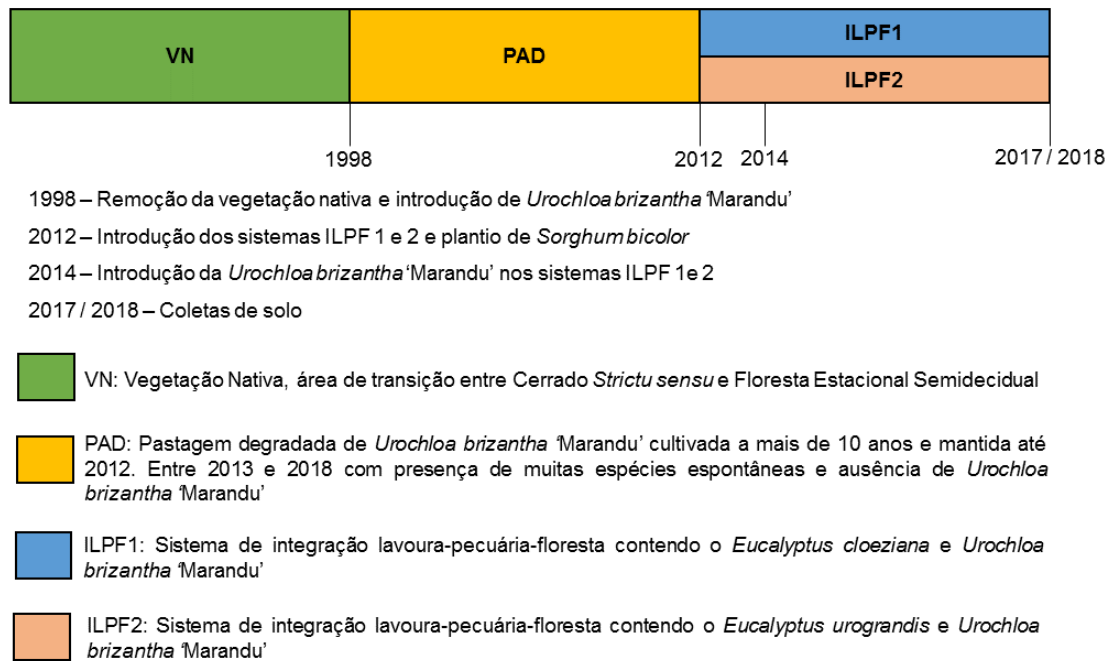 VN
PAD
ILPF1
ILPF2
1998
2012
2014
2017 / 2018
1998 – Remoção da vegetação nativa e introdução de Urochloa brizantha ‘Marandu’
2012 – Introdução dos sistemas ILPF 1 e 2 e plantio de Sorghum bicolor
2014 – Introdução da Urochloa brizantha ‘Marandu’ nos sistemas ILPF 1 e 2
2017 / 2018 – Coletas de solo
VN: Vegetação Nativa, área de transição entre Cerrado Strictu sensu e Floresta Estacional Semidecidual
PAD: Pastagem degradada de Urochloa brizantha ‘Marandu’ cultivada a mais de 10 anos e mantida até
2012. Entre 2013 e 2018 com presença de muitas espécies espontâneas e ausência de Urochloa
brizantha ‘Marandu’
ILPF1: Sistema de integração lavoura-pecuária-floresta contendo o Eucalyptus cloeziana e Urochloa
brizantha ‘Marandu’
ILPF2: Sistema de integração lavoura-pecuária-floresta contendo o Eucalyptus urograndis e Urochloa
brizantha ‘Marandu’